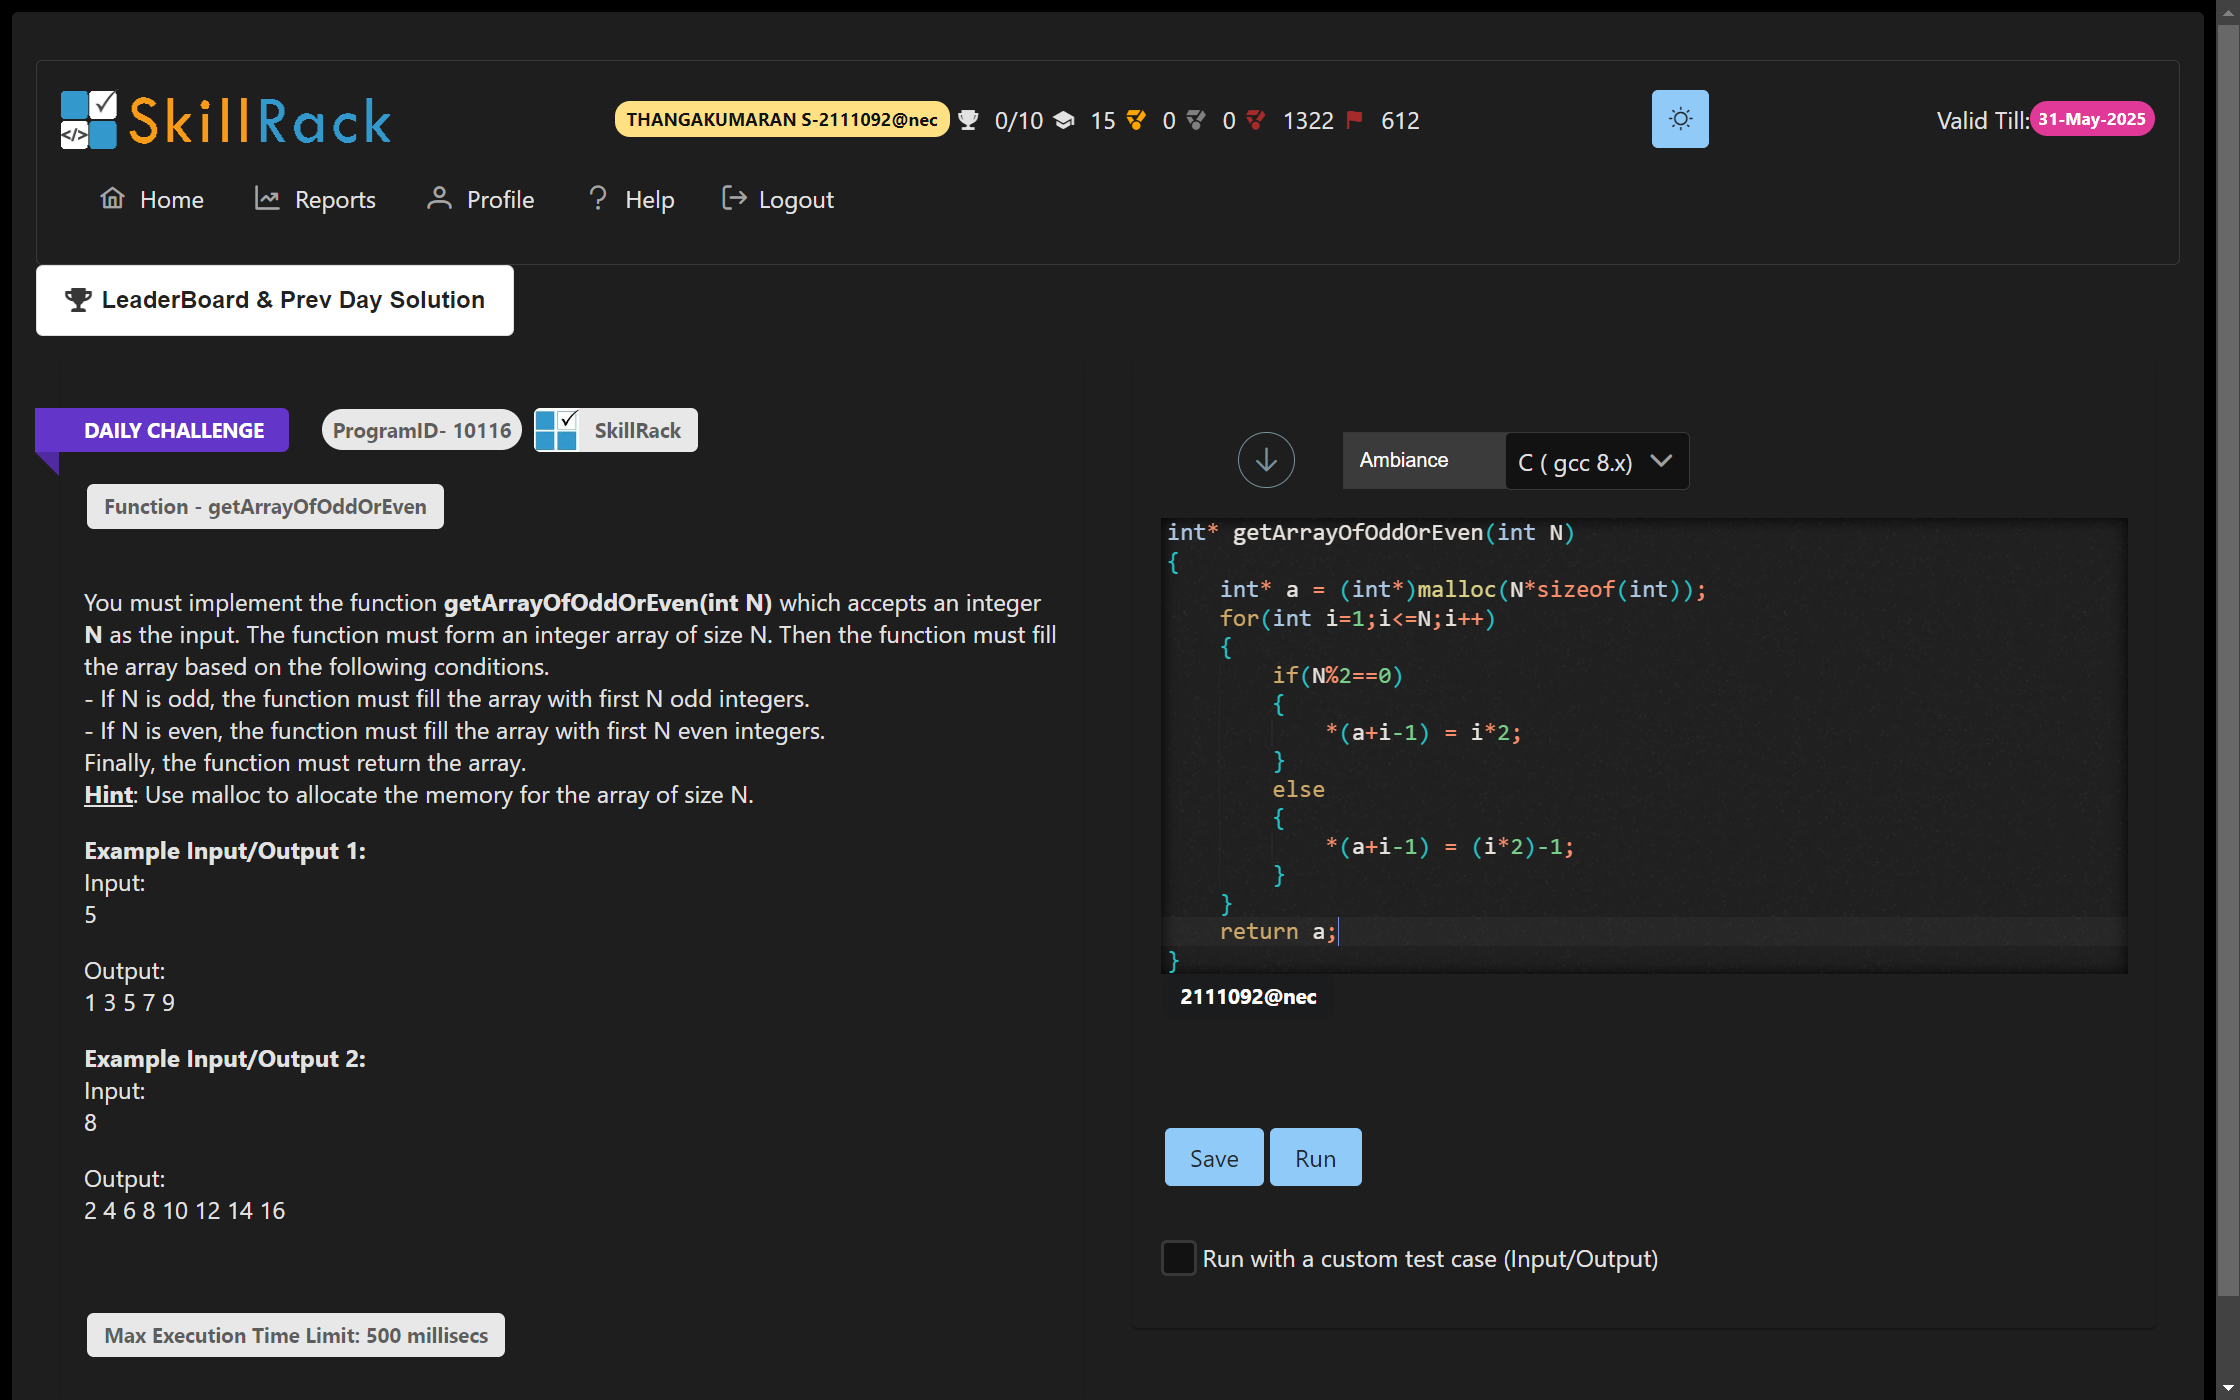 SkillRack
THANGAKUMARAN S-2111092@nec 0/10 15 0 0 1322 612
Valid Till: 31-May-2025
Home Reports Profile Help Logout
LeaderBoard & Prev Day Solution
DAILY CHALLENGE ProgramID- 10116 SkillRack
Function - getArrayOfOddOrEven
You must implement the function getArrayOfOddOrEven(int N) which accepts an integer
N as the input. The function must form an integer array of size N. Then the function must fill
the array based on the following conditions.
- If N is odd, the function must fill the array with first N odd integers.
- If N is even, the function must fill the array with first N even integers.
Finally, the function must return the array.
Hint: Use malloc to allocate the memory for the array of size N.
Example Input/Output 1:
Input:
5
Output:
1 3 5 7 9
Example Input/Output 2:
Input:
8
Output:
2 4 6 8 10 12 14 16
Max Execution Time Limit: 500 millisecs
Ambiance C ( gcc 8.x)
int* getArrayOfOddOrEven(int N)
{
    int* a = (int*)malloc(N*sizeof(int));
    for(int i=1;i<=N;i++)
    {
        if(N%2==0)
        {
            *(a+i-1) = i*2;
        }
        else
        {
            *(a+i-1) = (i*2)-1;
        }
    }
    return a;
}
2111092@nec
Save Run
Run with a custom test case (Input/Output)